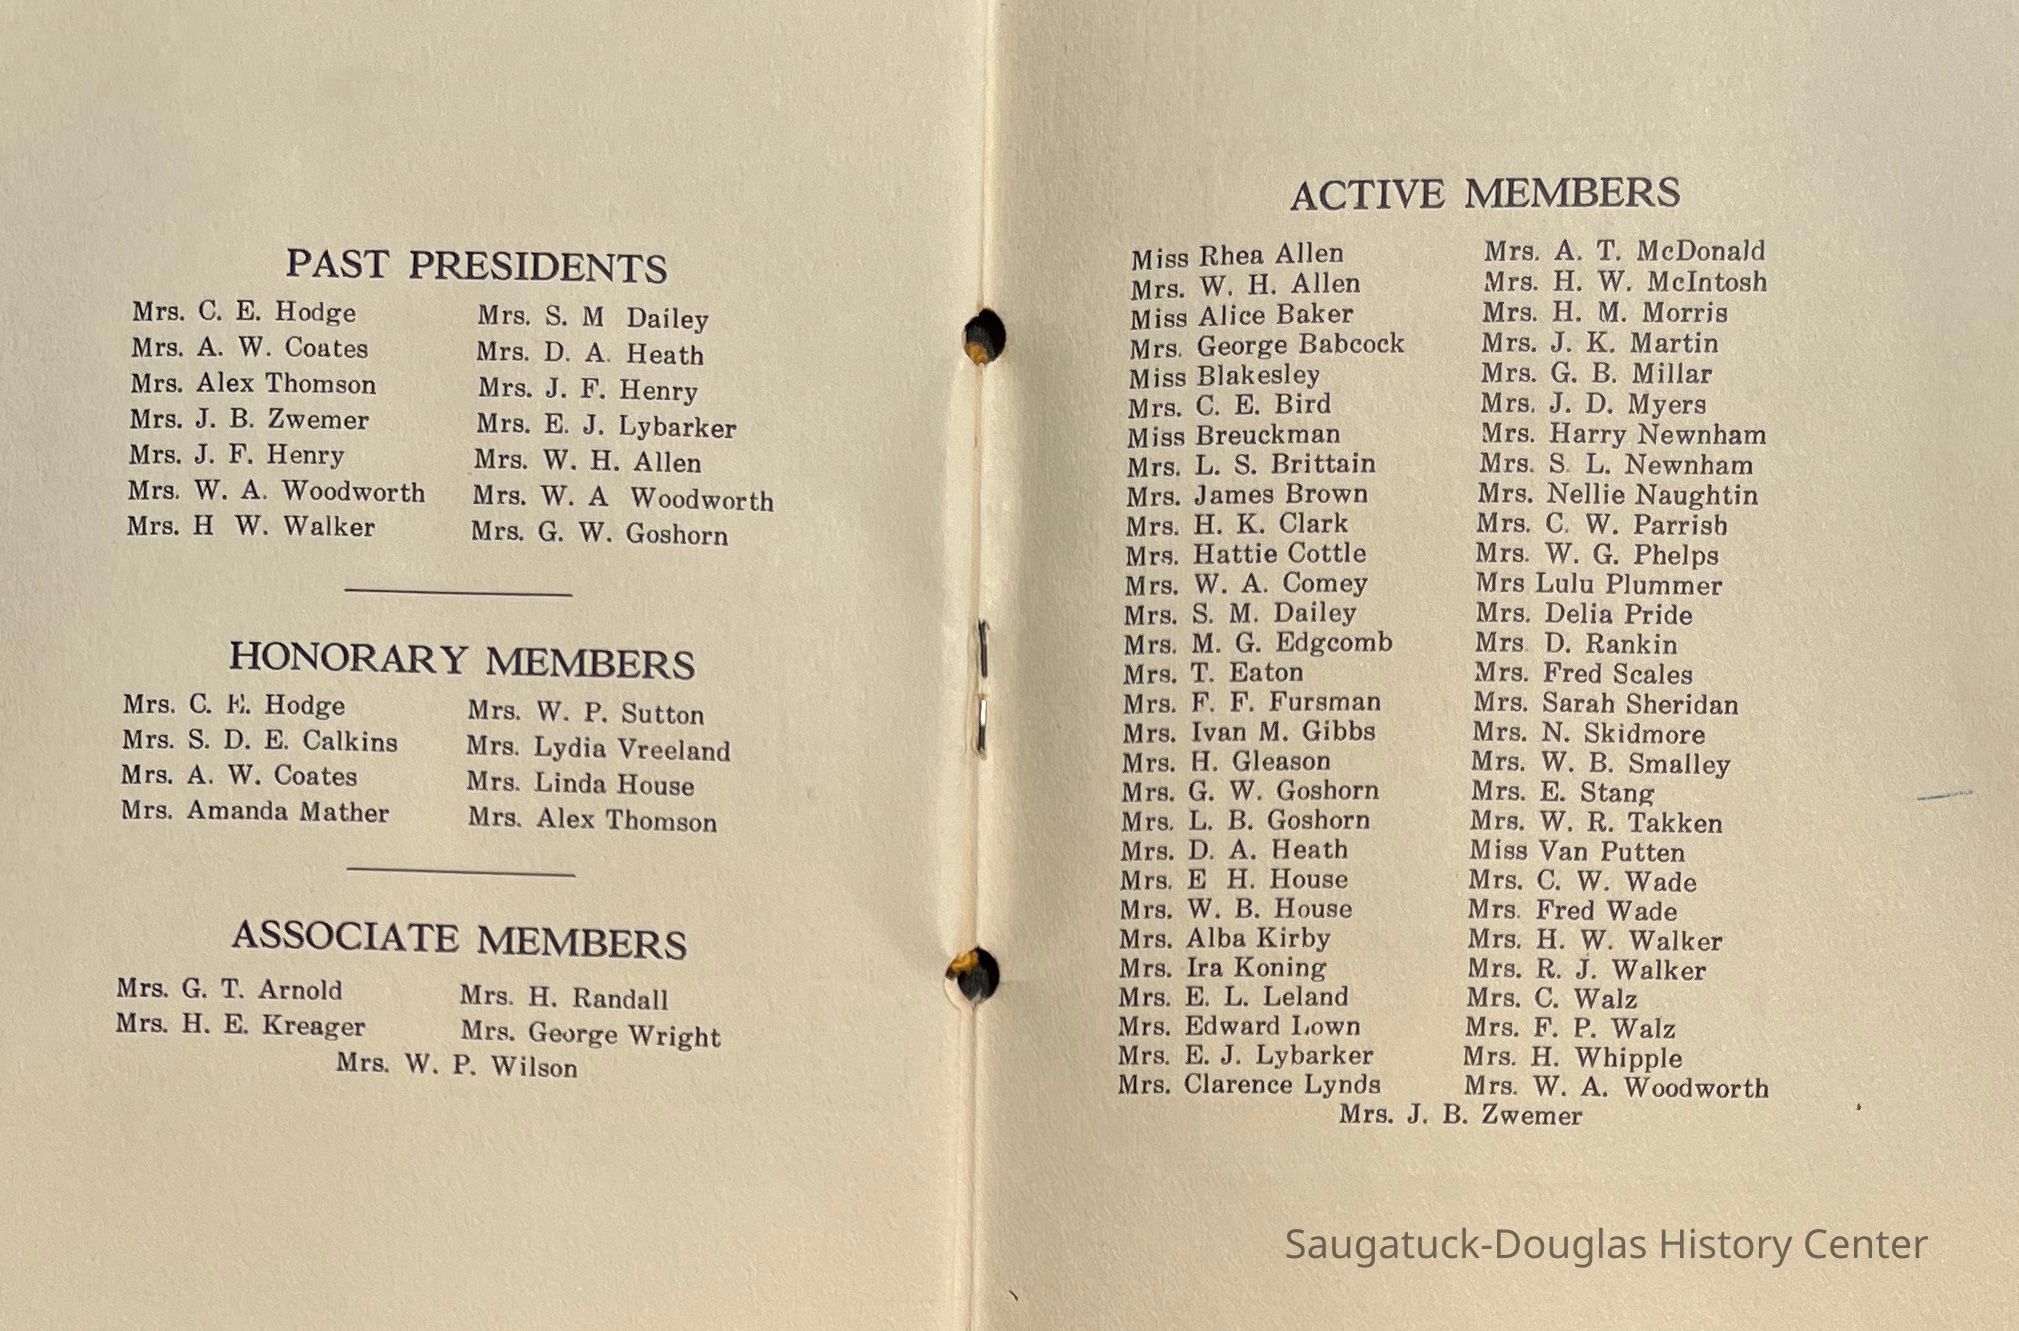 PAST PRESIDENTS
Mrs. C. E. Hodge
Mrs. A. W. Coates
Mrs. Alex Thomson
Mrs. J. B. Zwemer
Mrs. J. F. Henry
Mrs. W. A. Woodworth
Mrs. H W. Walker
Mrs. S. M Dailey
Mrs. D. A. Heath
Mrs. J. F. Henry
Mrs. E. J. Lybarker
Mrs. W. H. Allen
Mrs. W. A Woodworth
Mrs. G. W. Goshorn
HONORARY MEMBERS
Mrs. C. E. Hodge
Mrs. S. D. E. Calkins
Mrs. A. W. Coates
Mrs. Amanda Mather
Mrs. W. P. Sutton
Mrs. Lydia Vreeland
Mrs. Linda House
Mrs. Alex Thomson
ASSOCIATE MEMBERS
Mrs. G. T. Arnold
Mrs. H. E. Kreager
Mrs. H. Randall
Mrs. George Wright
Mrs. W. P. Wilson
ACTIVE MEMBERS
Miss Rhea Allen
Mrs. W. H. Allen
Miss Alice Baker
Mrs. George Babcock
Miss Blakesley
Mrs. C. E. Bird
Miss Breuckman
Mrs. L. S. Brittain
Mrs. James Brown
Mrs. H. K. Clark
Mrs. Hattie Cottle
Mrs. W. A. Comey
Mrs. S. M. Dailey
Mrs. M. G. Edgcomb
Mrs. T. Eaton
Mrs. F. F. Fursman
Mrs. Ivan M. Gibbs
Mrs. H. Gleason
Mrs. G. W. Goshorn
Mrs. L. B. Goshorn
Mrs. D. A. Heath
Mrs. E H. House
Mrs. W. B. House
Mrs. Alba Kirby
Mrs. Ira Koning
Mrs. E. L. Leland
Mrs. Edward Lown
Mrs. E. J. Lybarker
Mrs. Clarence Lynds
Mrs. A. T. McDonald
Mrs. H. W. McIntosh
Mrs. H. M. Morris
Mrs. J. K. Martin
Mrs. G. B. Millar
Mrs. J. D. Myers
Mrs. Harry Newnham
Mrs. S. L. Newnham
Mrs. Nellie Naughtin
Mrs. C. W. Parrish
Mrs. W. G. Phelps
Mrs Lulu Plummer
Mrs. Delia Pride
Mrs. D. Rankin
Mrs. Fred Scales
Mrs. Sarah Sheridan
Mrs. N. Skidmore
Mrs. W. B. Smalley
Mrs. E. Stang
Mrs. W. R. Takken
Miss Van Putten
Mrs. C. W. Wade
Mrs. Fred Wade
Mrs. H. W. Walker
Mrs. R. J. Walker
Mrs. C. Walz
Mrs. F. P. Walz
Mrs. H. Whipple
Mrs. W. A. Woodworth
Mrs. J. B. Zwemer
Saugatuck-Douglas History Center